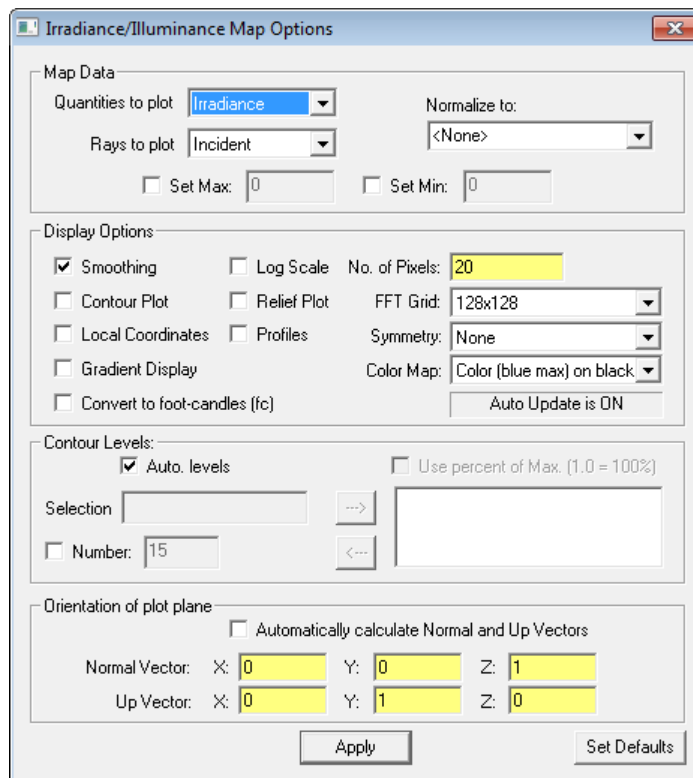 Irradiance/Illuminance Map Options
Map Data
Quantities to plot Irradiance Normalize to:
Rays to plot Incident <None>
Set Max: 0 Set Min: 0
Display Options
Smoothing Log Scale No. of Pixels: 20
Contour Plot Relief Plot FFT Grid: 128x128
Local Coordinates Profiles Symmetry: None
Gradient Display Color Map: Color (blue max) on black
Convert to foot-candles (fc) Auto Update is ON
Contour Levels:
Auto. levels Use percent of Max. (1.0 = 100%)
Selection --->
Number: 15 <---
Orientation of plot plane
Automatically calculate Normal and Up Vectors
Normal Vector: X: 0 Y: 0 Z: 1
Up Vector: X: 0 Y: 1 Z: 0
Apply Set Defaults